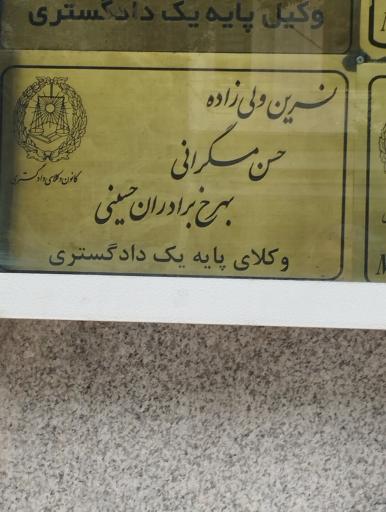 وکیل پایه یک دادگستری
نسرین ولی زاده
حسن مسگرانی
بهرخ برادران حسینی
کانون وکلای دادگستری
وکلای پایه یک دادگستری